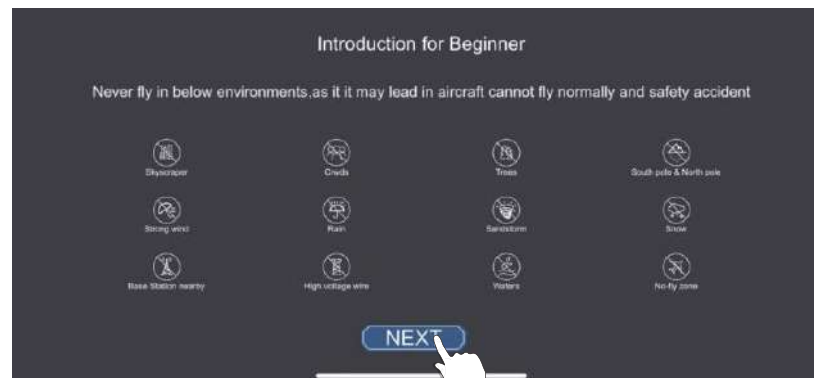 Introduction for Beginner
Never fly in below environments,as it it may lead in aircraft cannot fly normally and safety accident
Skyscraper
Trees
South pole & North pole
Strong wind
Rain
Sandstorm
Snow
Base Station nearby
High voltage wire
Waters
No-fly zone
NEXT